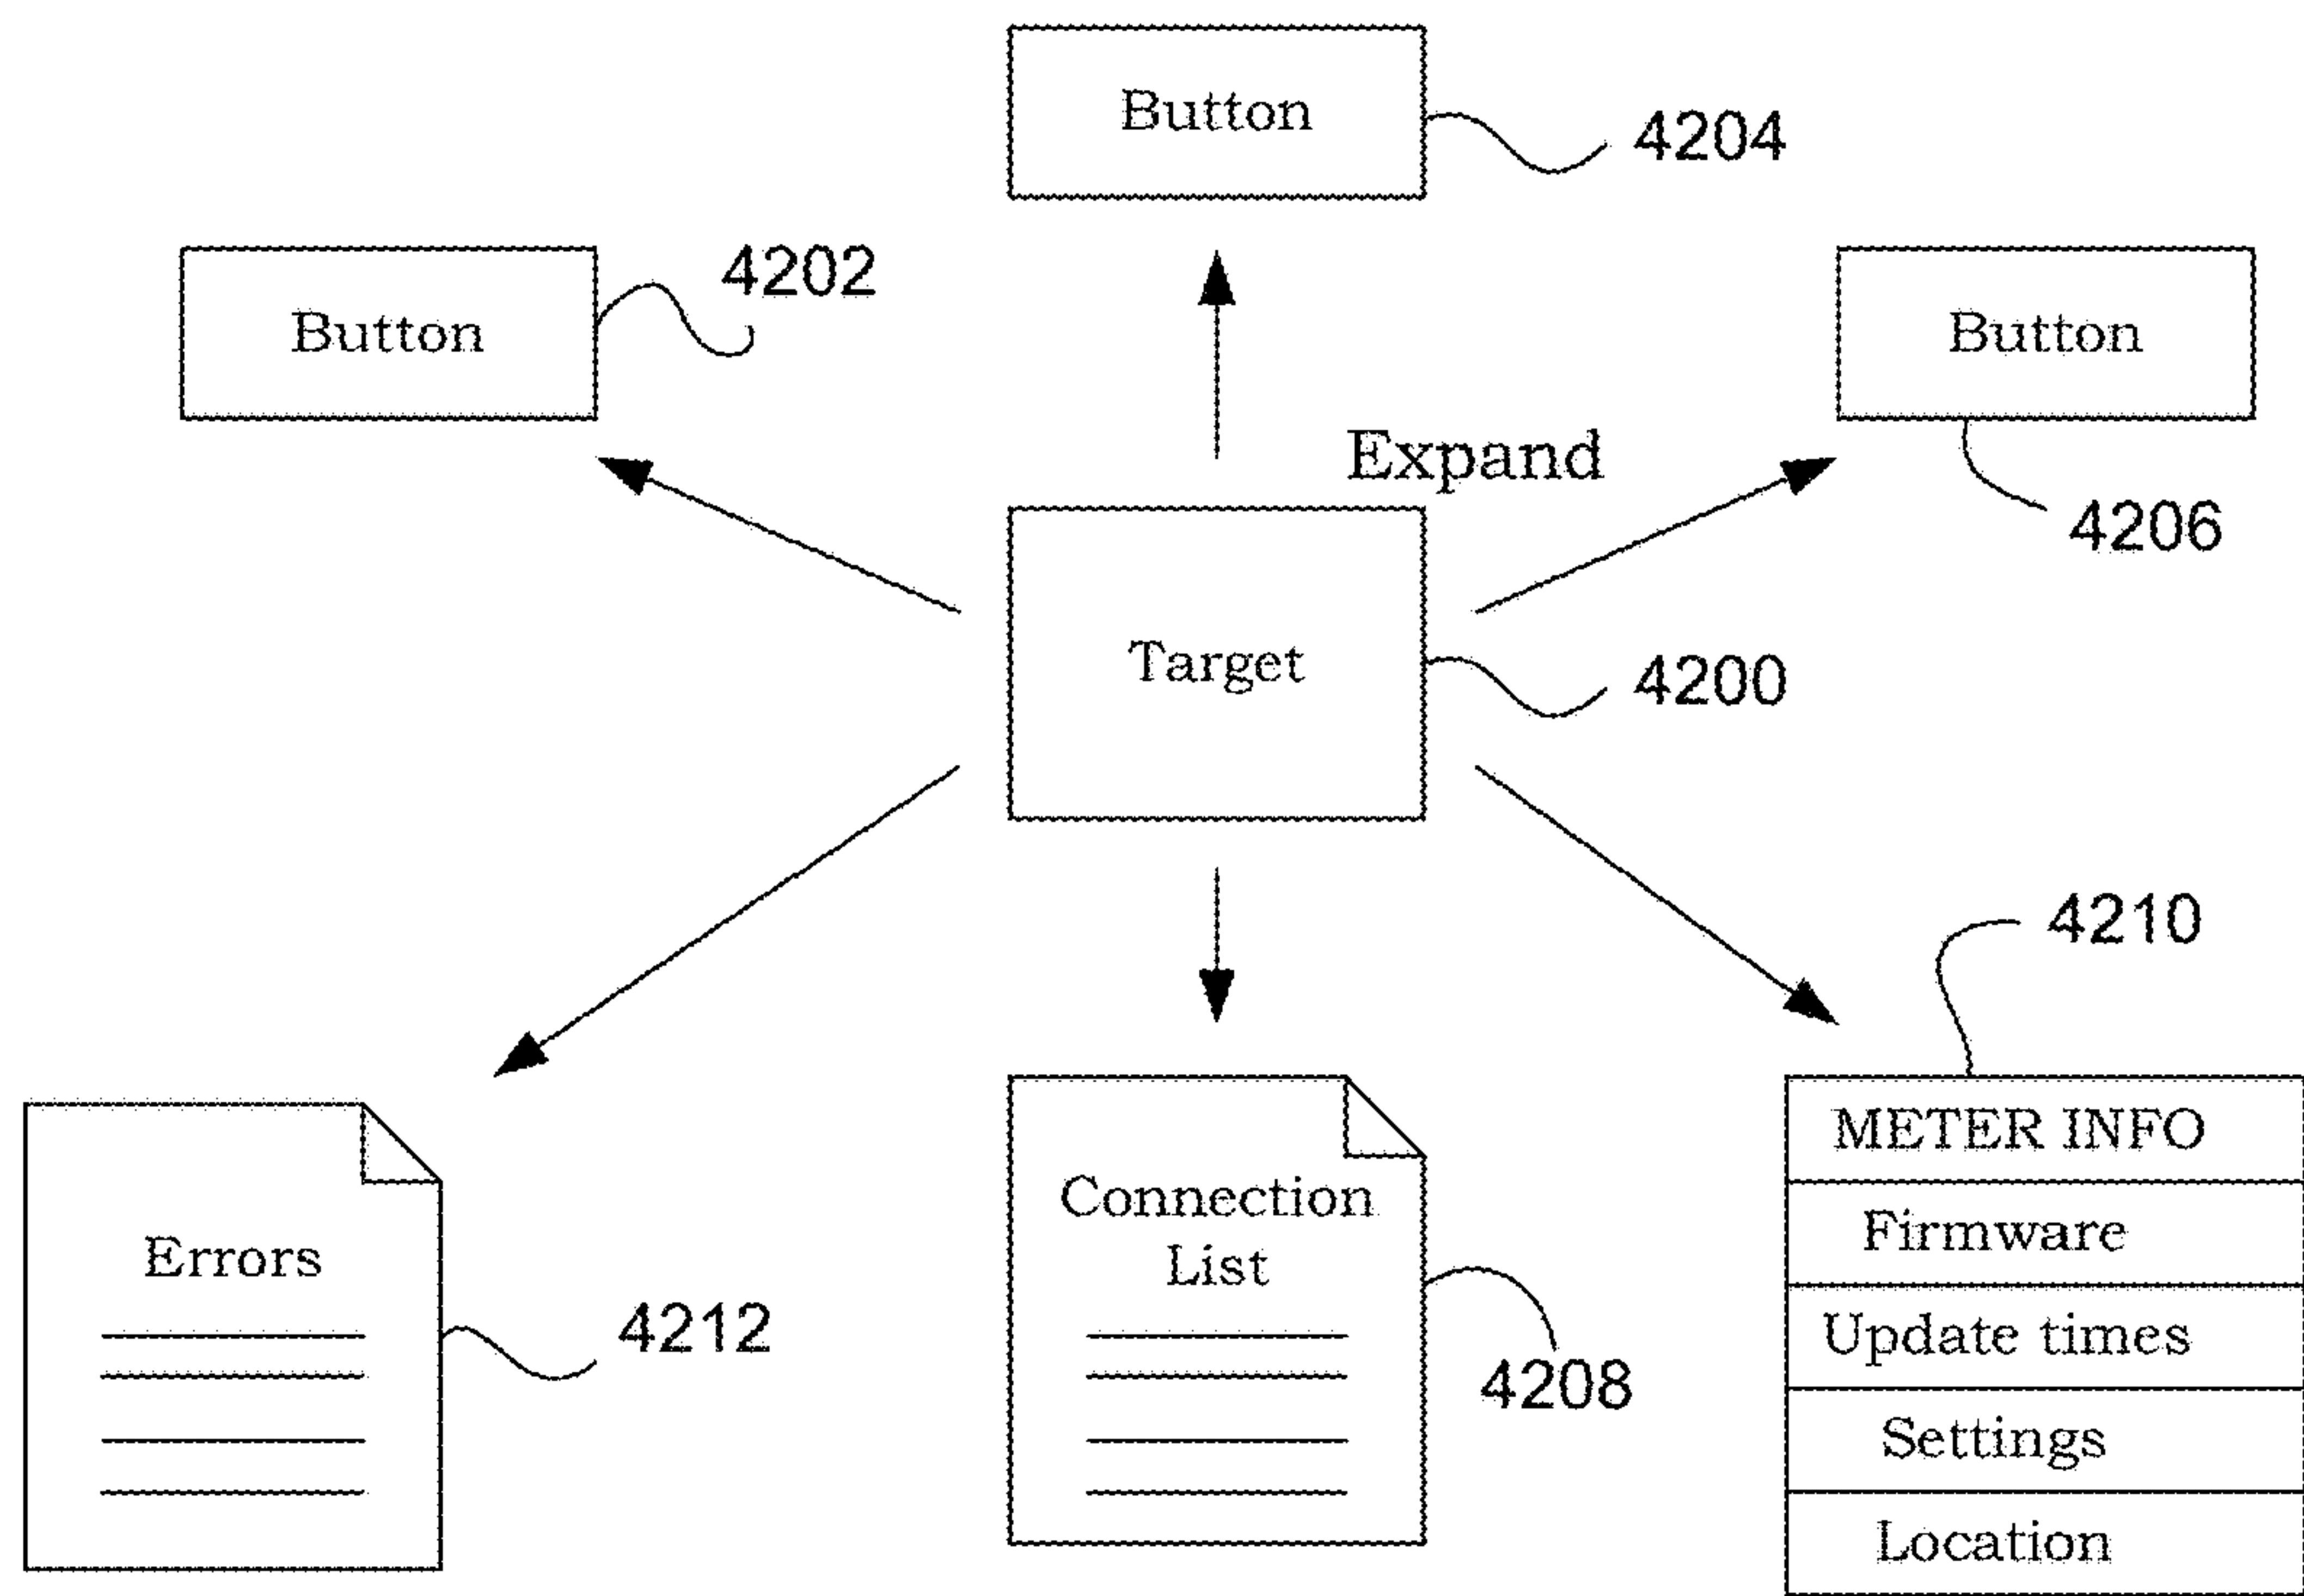 Button
4204
4202
Button
Button
Expand
4206
Target
4200
4210
METER INFO
Firmware
Update times
Settings
Location
Connection
List
4208
Errors
4212